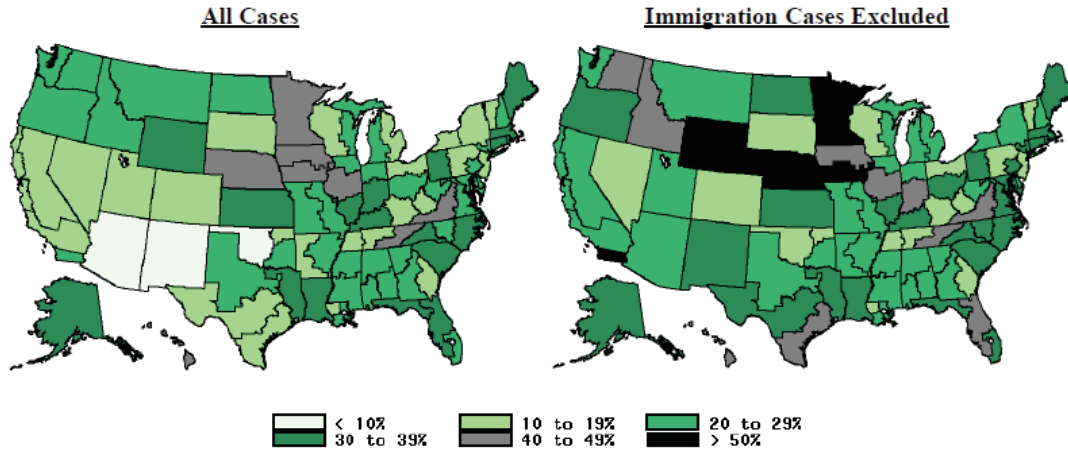 All Cases
Immigration Cases Excluded
< 10% 10 to 19% 20 to 29%
30 to 39% 40 to 49% > 50%